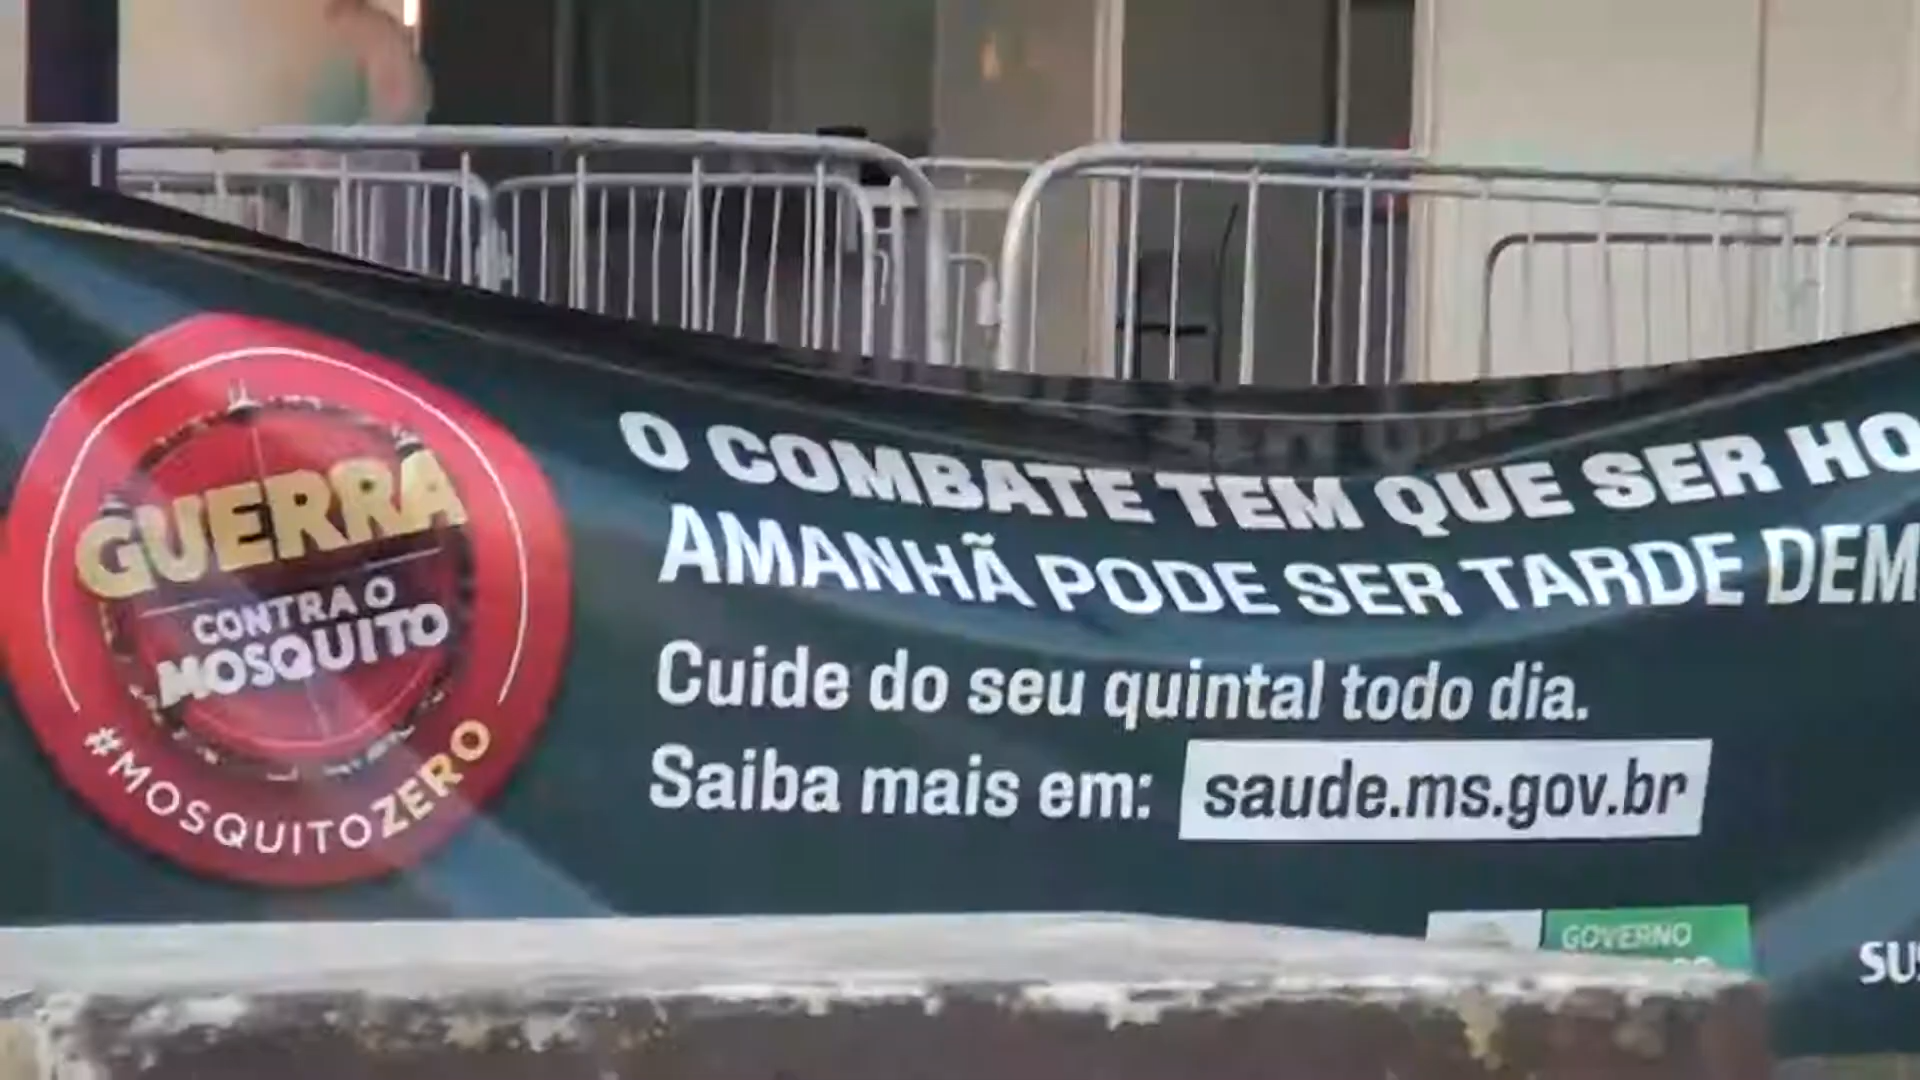 GUERRA
CONTRA O
MOSQUITO
#MOSQUITOZERO
O COMBATE TEM QUE SER HO
AMANHÃ PODE SER TARDE DEM
Cuide do seu quintal todo dia.
Saiba mais em: saude.ms.gov.br
GOVERNO
SUS